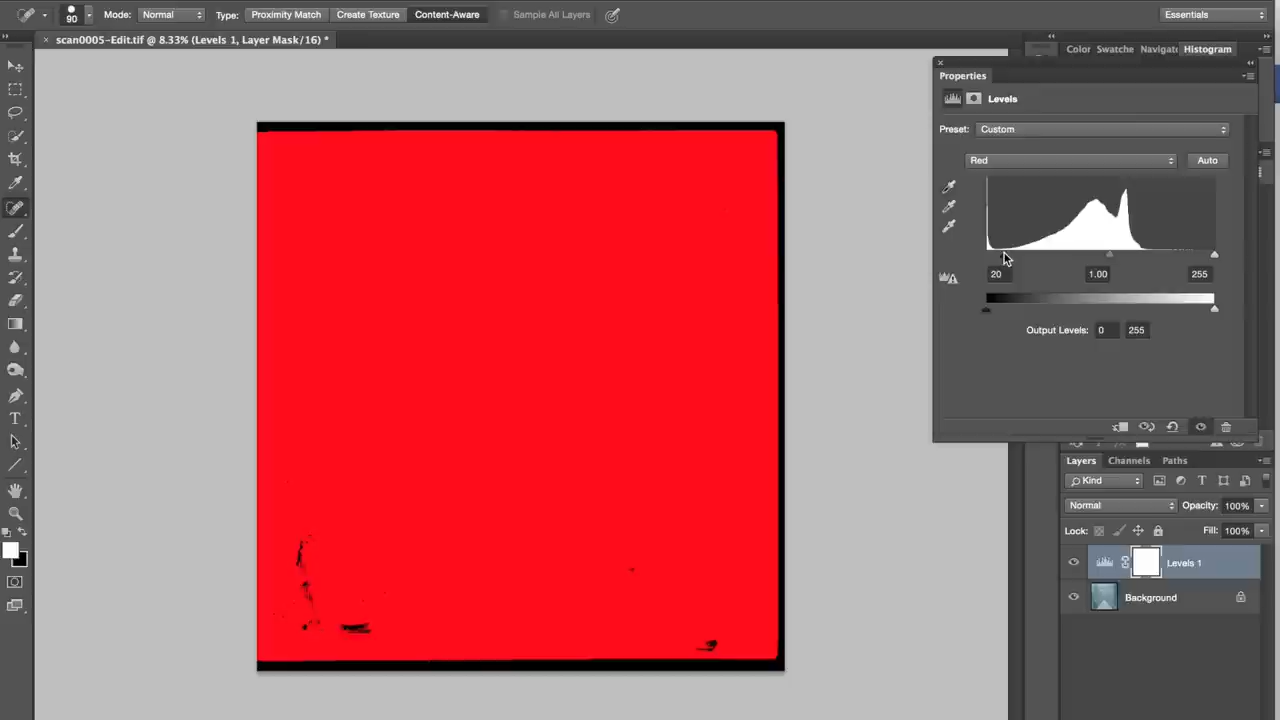 90 Mode: Normal Type: Proximity Match Create Texture Content-Aware Sample All Layers Essentials
× scan0005-Edit.tif @ 8.33% (Levels 1, Layer Mask/16) *
Color Swatche Navigate Histogram
Properties
Levels
Preset: Custom
Red Auto
20 1.00 255
Output Levels: 0 255
Layers Channels Paths
Kind
Normal Opacity: 100%
Lock: Fill: 100%
Levels 1
Background